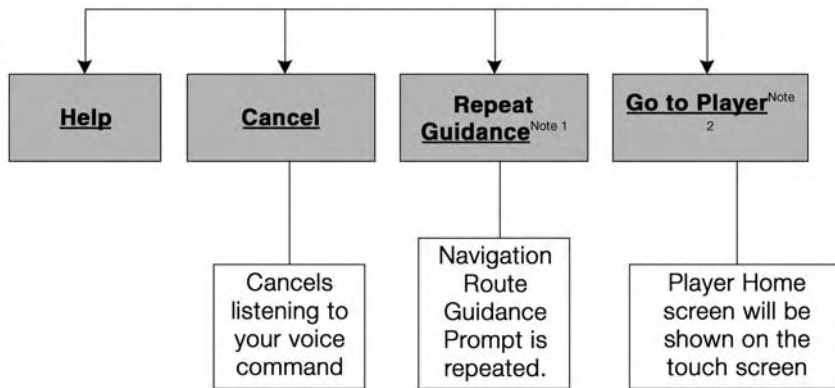 Help
Cancel
Repeat
Guidance Note 1
Go to Player Note
2
Cancels
listening to
your voice
command
Navigation
Route
Guidance
Prompt is
repeated.
Player Home
screen will be
shown on the
touch screen